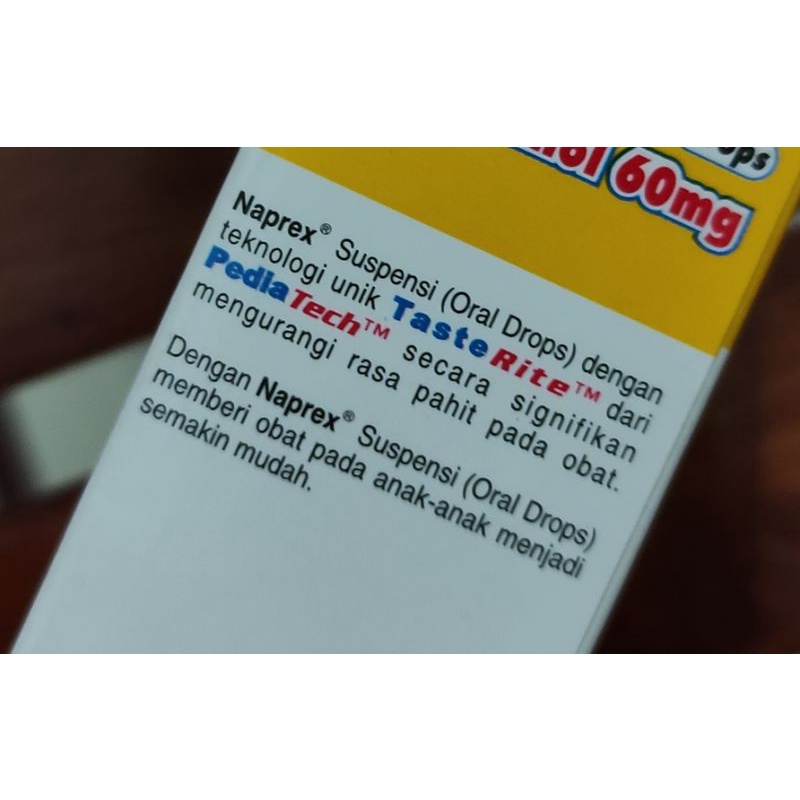 60mg
Naprex® Suspensi (Oral Drops) dengan
teknologi unik TasteRite™ dari
PediaTech™ secara signifikan
mengurangi rasa pahit pada obat.
Dengan Naprex® Suspensi (Oral Drops)
memberi obat pada anak-anak menjadi
semakin mudah.